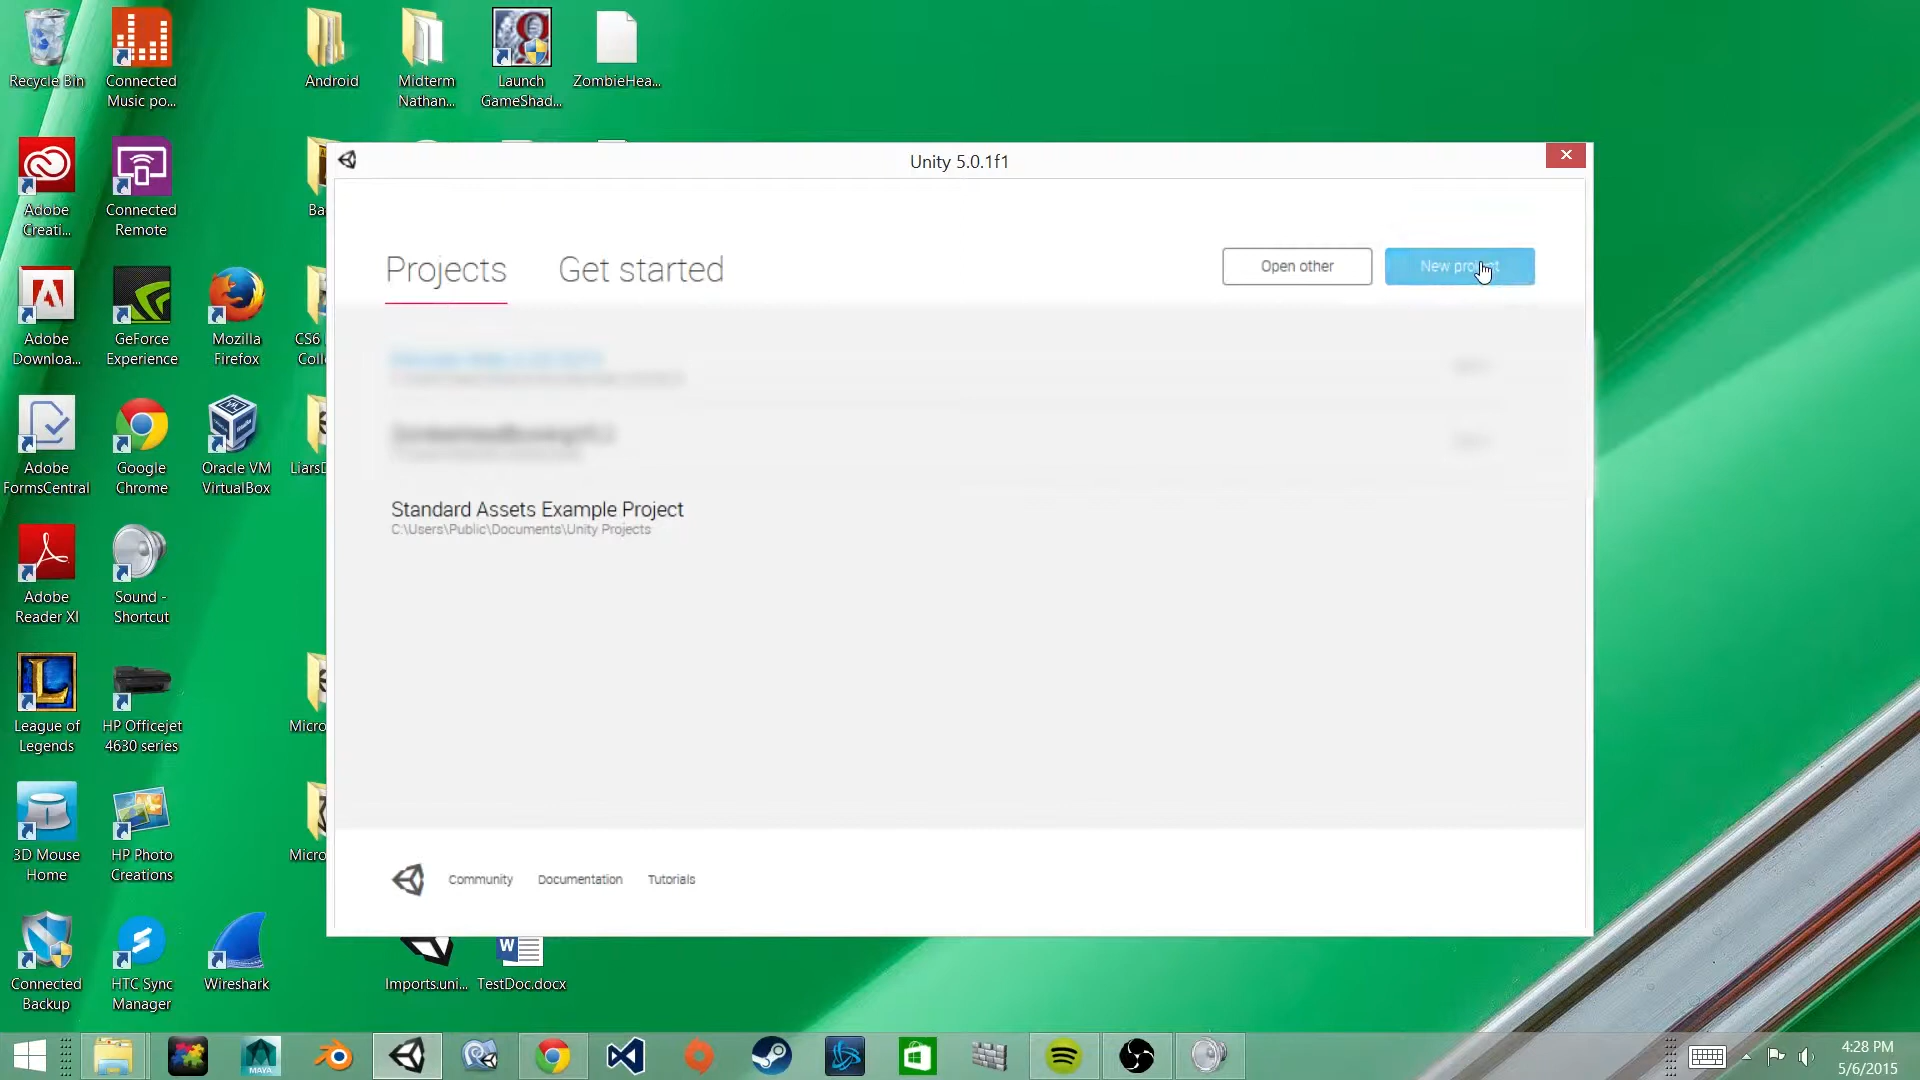 Recycle Bin
Connected
Music po...
Android
Midterm
Nathan...
Launch
GameShad...
ZombieHea...
Unity 5.0.1f1
Adobe
Creati...
Connected
Remote
Ba
Projects
Get started
Open other
New project
Adobe
Downloa...
GeForce
Experience
Mozilla
Firefox
CS6
Coll
Adobe
FormsCentral
Google
Chrome
Oracle VM
VirtualBox
LiarsD
Standard Assets Example Project
C:\Users\Public\Documents\Unity Projects
Adobe
Reader XI
Sound -
Shortcut
League of
Legends
HP Officejet
4630 series
Micro
3D Mouse
Home
HP Photo
Creations
Micro
Community
Documentation
Tutorials
Connected
Backup
HTC Sync
Manager
Wireshark
Imports.uni...
TestDoc.docx
MAYA
4:28 PM
5/6/2015